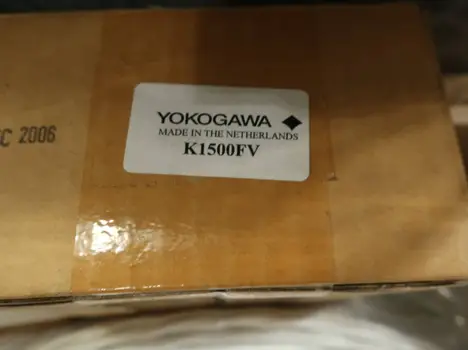 YOKOGAWA
MADE IN THE NETHERLANDS
K1500FV
2006